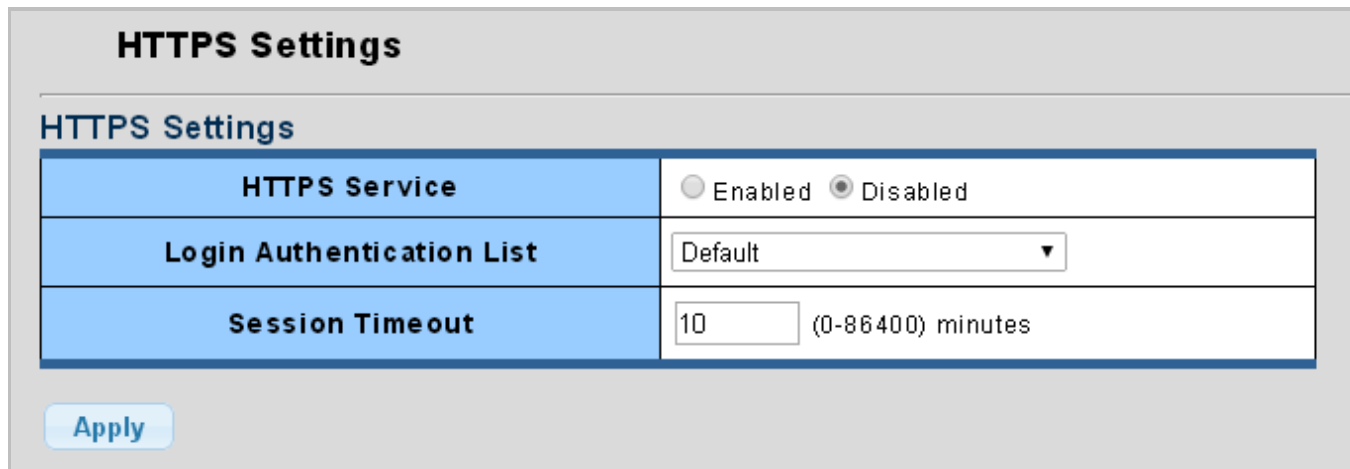 HTTPS Settings
HTTPS Settings
HTTPS Service Enabled Disabled
Login Authentication List Default
Session Timeout 10 (0-86400) minutes
Apply